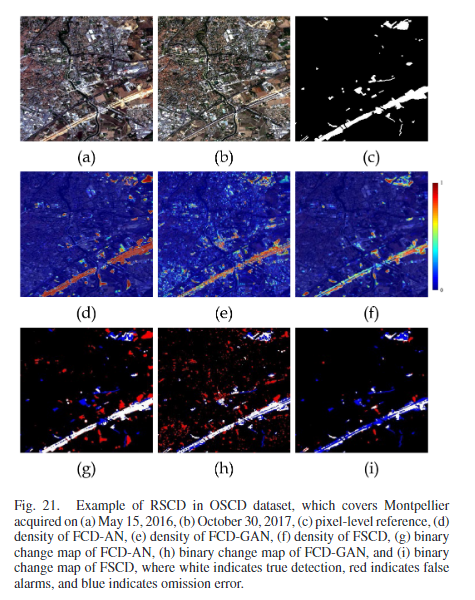 (a)
(b)
(c)
1
0
(d)
(e)
(f)
(g)
(h)
(i)
Fig. 21. Example of RSCD in OSCD dataset, which covers Montpellier
acquired on (a) May 15, 2016, (b) October 30, 2017, (c) pixel-level reference, (d)
density of FCD-AN, (e) density of FCD-GAN, (f) density of FSCD, (g) binary
change map of FCD-AN, (h) binary change map of FCD-GAN, and (i) binary
change map of FSCD, where white indicates true detection, red indicates false
alarms, and blue indicates omission error.